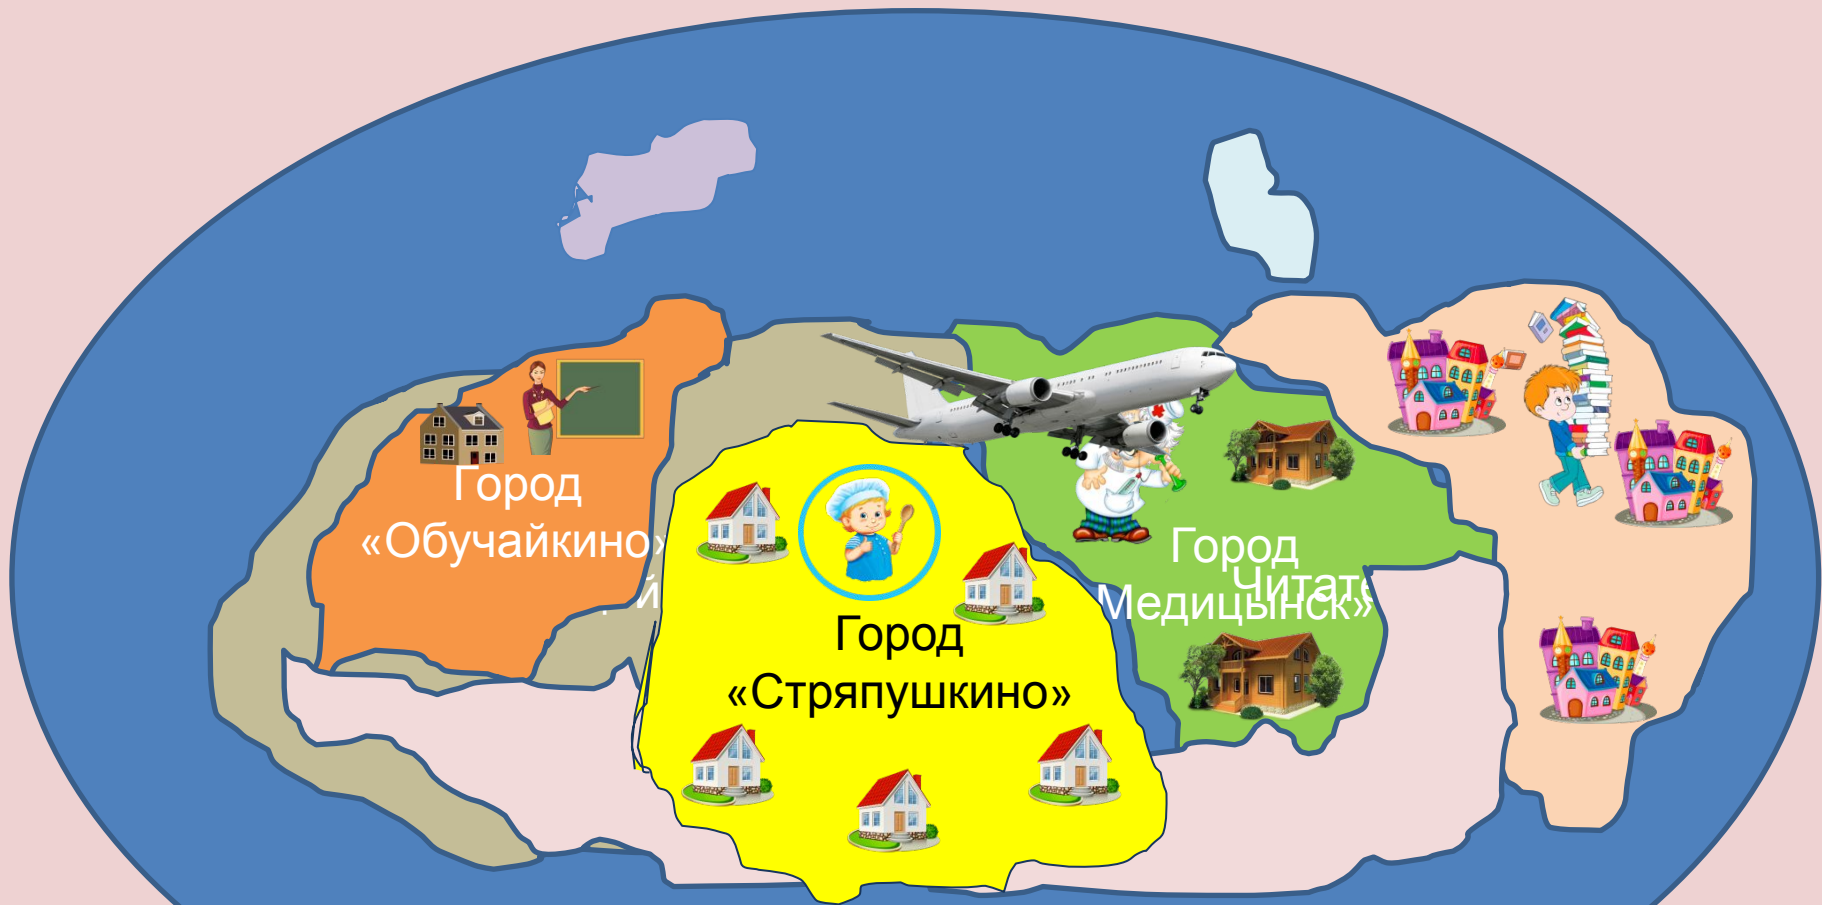 Город
«Обучайкино»
Город
«Стряпушкино»
Город
Медицынск»